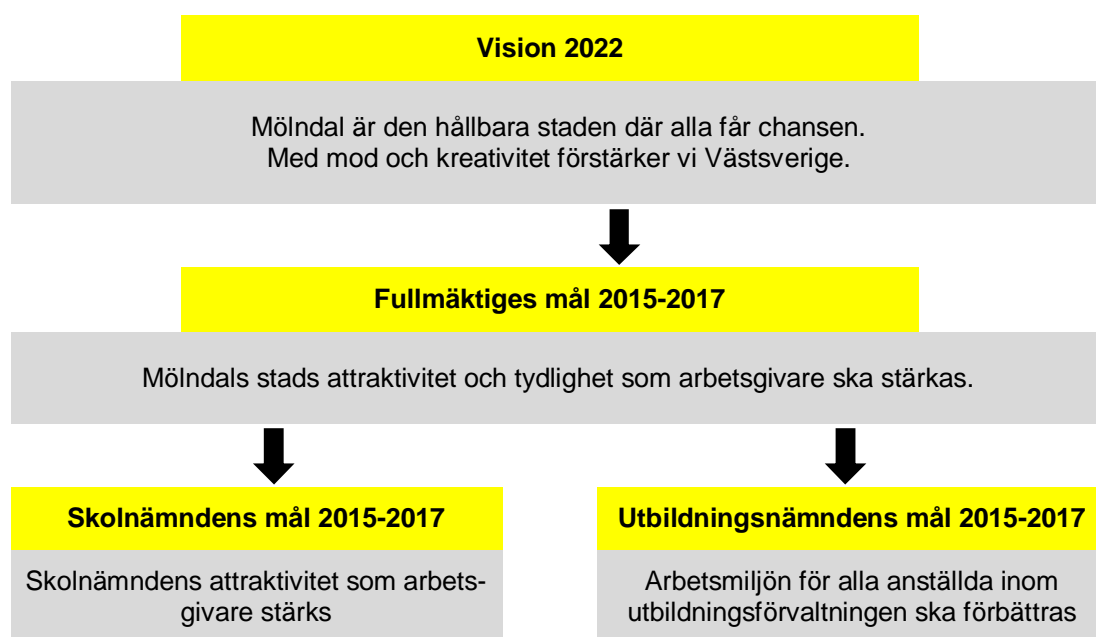 Vision 2022
Mölndal är den hållbara staden där alla får chansen.
Med mod och kreativitet förstärker vi Västsverige.
Fullmäktiges mål 2015-2017
Mölndals stads attraktivitet och tydlighet som arbetsgivare ska stärkas.
Skolnämndens mål 2015-2017
Skolnämndens attraktivitet som arbets-
givare stärks
Utbildningsnämndens mål 2015-2017
Arbetsmiljön för alla anställda inom
utbildningsförvaltningen ska förbättras